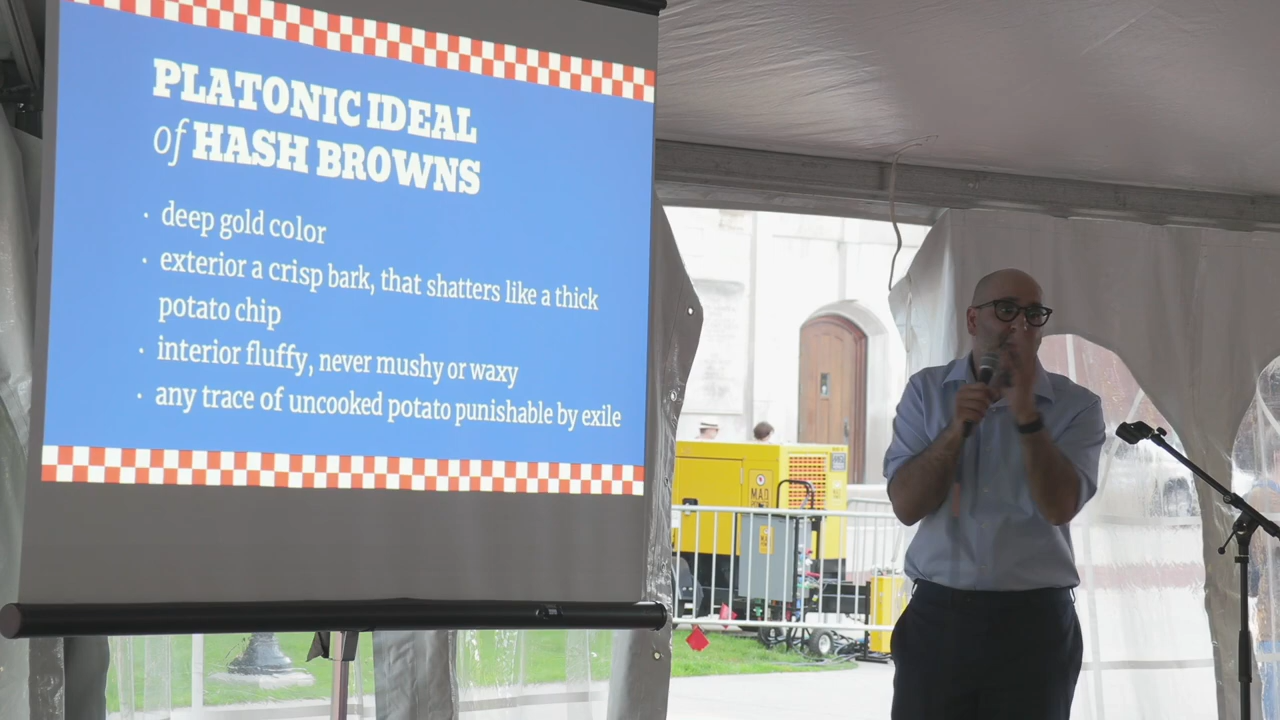 PLATONIC IDEAL
of HASH BROWNS
· deep gold color
· exterior a crisp bark, that shatters like a thick
potato chip
· interior fluffy, never mushy or waxy
· any trace of uncooked potato punishable by exile
MAD